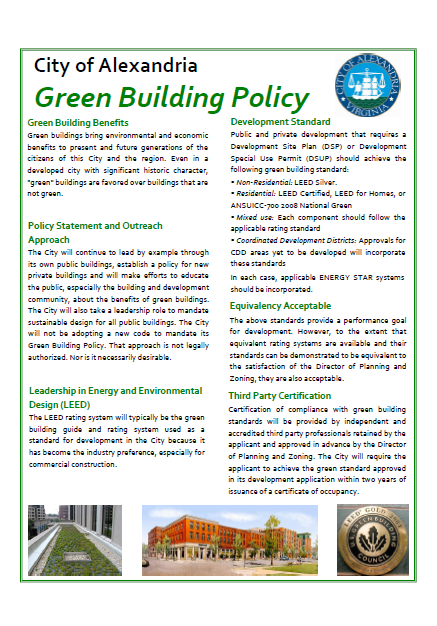 City of Alexandria
Green Building Policy
CITY OF ALEXANDRIA
VIRGINIA
Green Building Benefits
Green buildings bring environmental and economic
benefits to present and future generations of the
citizens of this City and the region. Even in a
developed city with significant historic character,
"green" buildings are favored over buildings that are
not green.
Policy Statement and Outreach
Approach
The City will continue to lead by example through
its own public buildings, establish a policy for new
private buildings and will make efforts to educate
the public, especially the building and development
community, about the benefits of green buildings.
The City will also take a leadership role to mandate
sustainable design for all public buildings. The City
will not be adopting a new code to mandate its
Green Building Policy. That approach is not legally
authorized. Nor is it necessarily desirable.
Leadership in Energy and Environmental
Design (LEED)
The LEED rating system will typically be the green
building guide and rating system used as a
standard for development in the City because it
has become the industry preference, especially for
commercial construction.
Development Standard
Public and private development that requires a
Development Site Plan (DSP) or Development
Special Use Permit (DSUP) should achieve the
following green building standard:
• Non-Residential: LEED Silver.
• Residential: LEED Certified, LEED for Homes, or
ANSI/ICC-700 2008 National Green
• Mixed use: Each component should follow the
applicable rating standard
• Coordinated Development Districts: Approvals for
CDD areas yet to be developed will incorporate
these standards
In each case, applicable ENERGY STAR systems
should be incorporated.
Equivalency Acceptable
The above standards provide a performance goal
for development. However, to the extent that
equivalent rating systems are available and their
standards can be demonstrated to be equivalent to
the satisfaction of the Director of Planning and
Zoning, they are also acceptable.
Third Party Certification
Certification of compliance with green building
standards will be provided by independent and
accredited third party professionals retained by the
applicant and approved in advance by the Director
of Planning and Zoning. The City will require the
applicant to achieve the green standard approved
in its development application within two years of
issuance of a certificate of occupancy.
LEED GOLD
U.S. GREEN BUILDING
COUNCIL